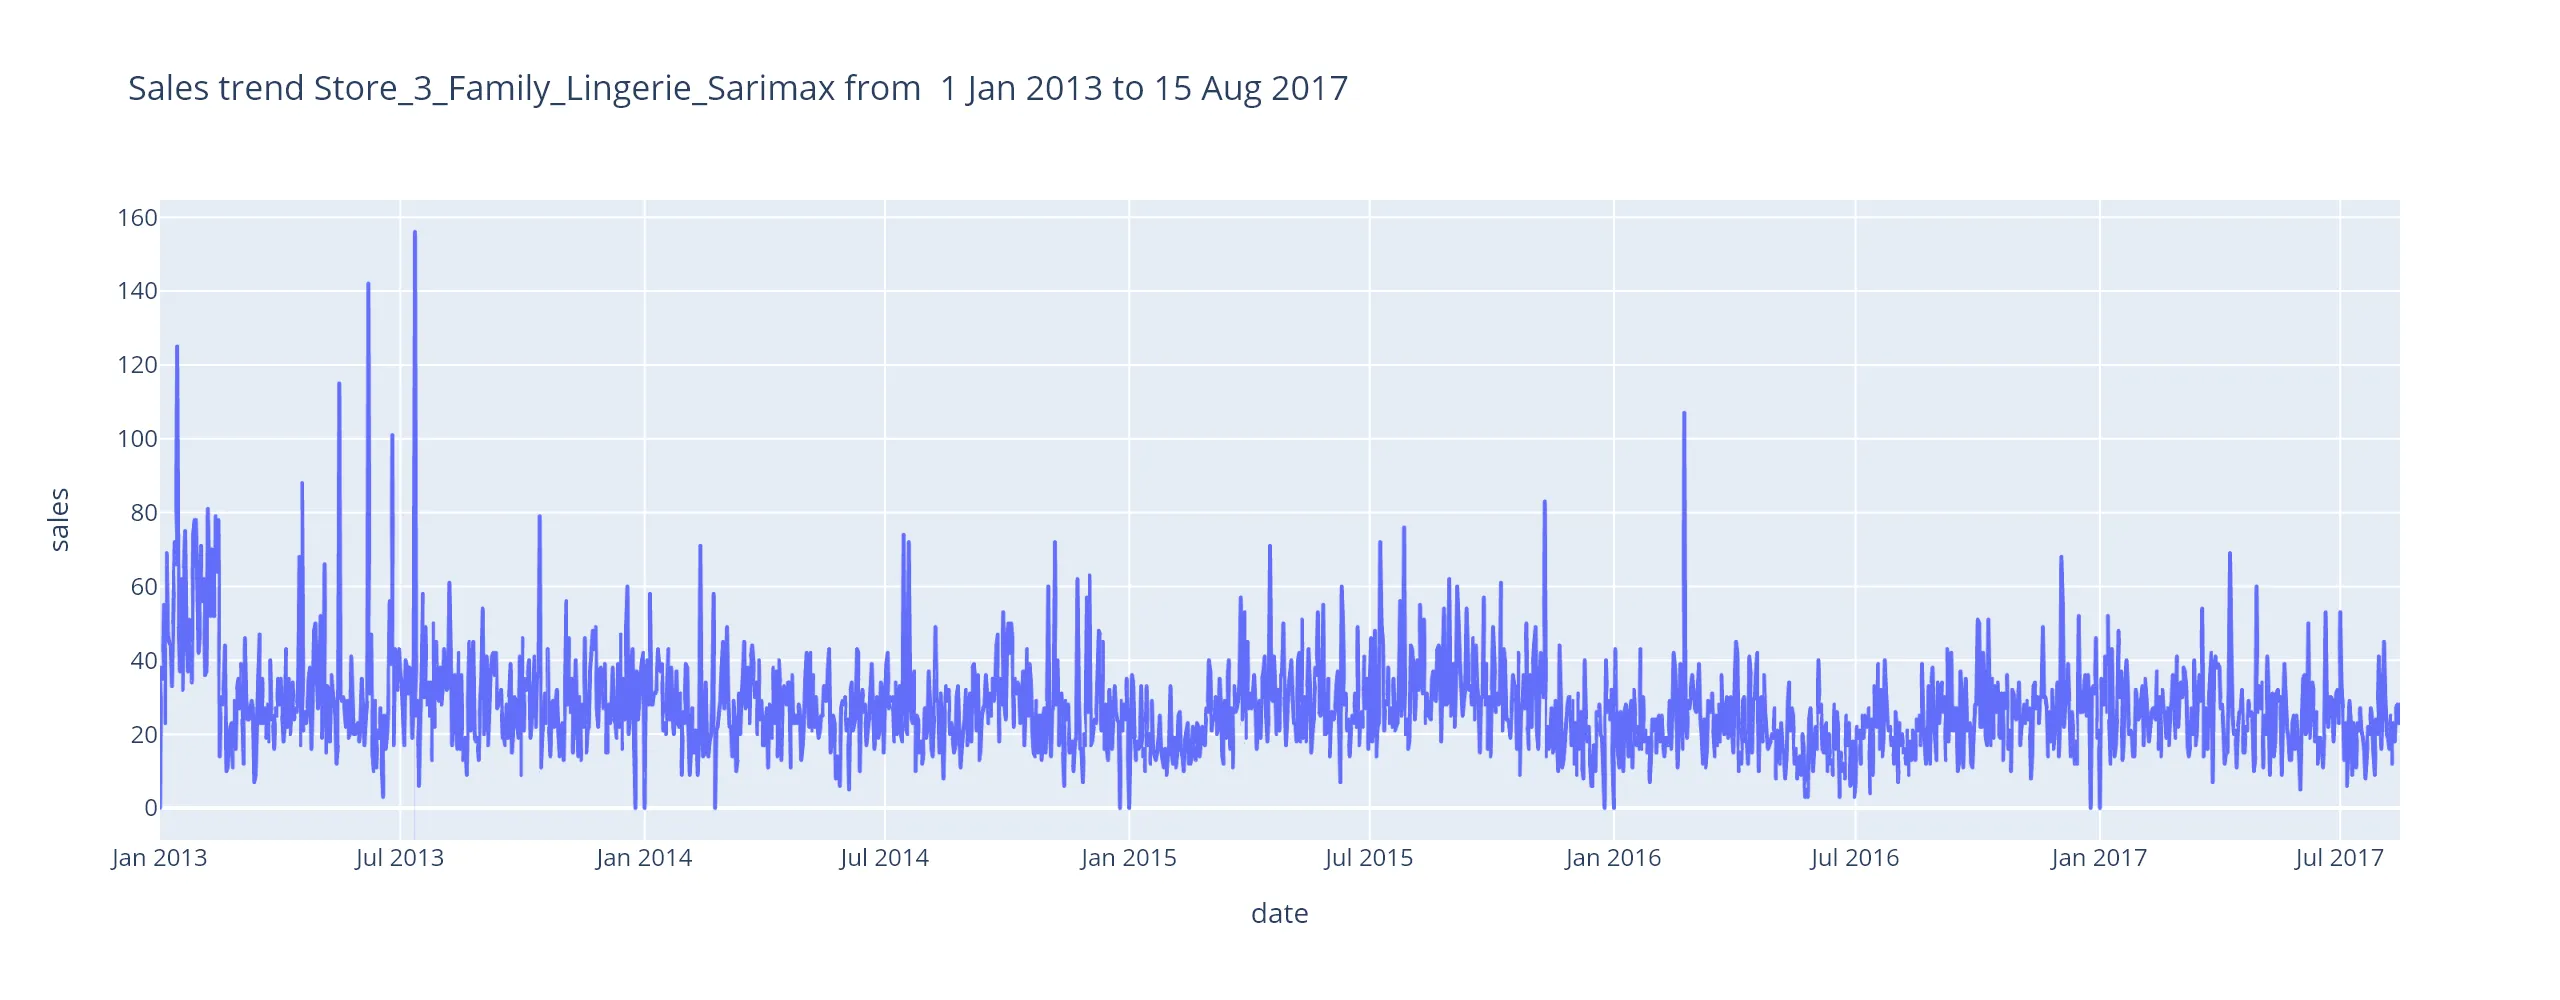 Sales trend Store_3_Family_Lingerie_Sarimax from  1 Jan 2013 to 15 Aug 2017
160
140
120
100
80
60
40
20
0
sales
Jan 2013 Jul 2013 Jan 2014 Jul 2014 Jan 2015 Jul 2015 Jan 2016 Jul 2016 Jan 2017 Jul 2017
date